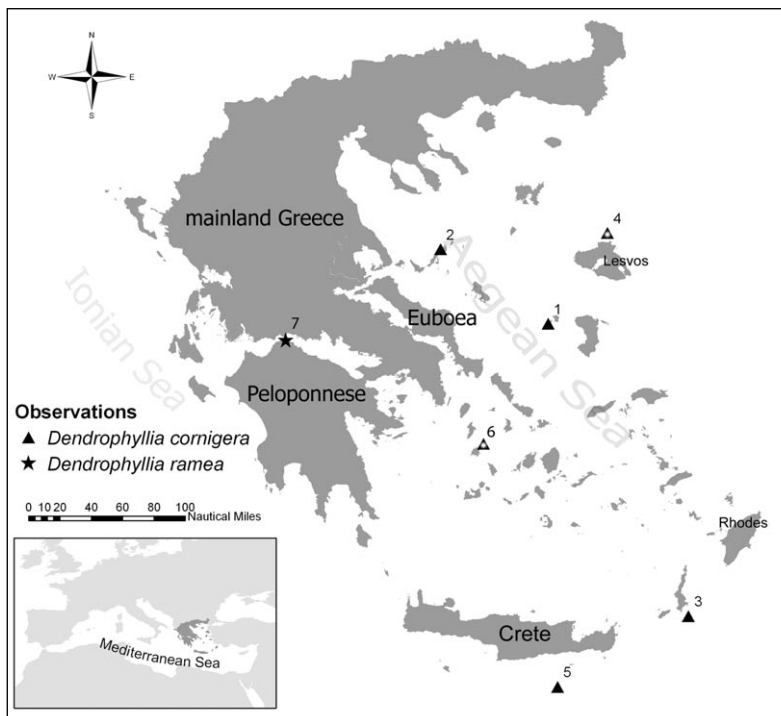 N
W E
S
mainland Greece
2
4
Lesvos
Ionian Sea
Aegean Sea
1
Euboea
7
Peloponnese
Observations
Dendrophyllia cornigera
Dendrophyllia ramea
6
0 10 20 40 60 80 100
Nautical Miles
Rhodes
3
Crete
5
Mediterranean Sea